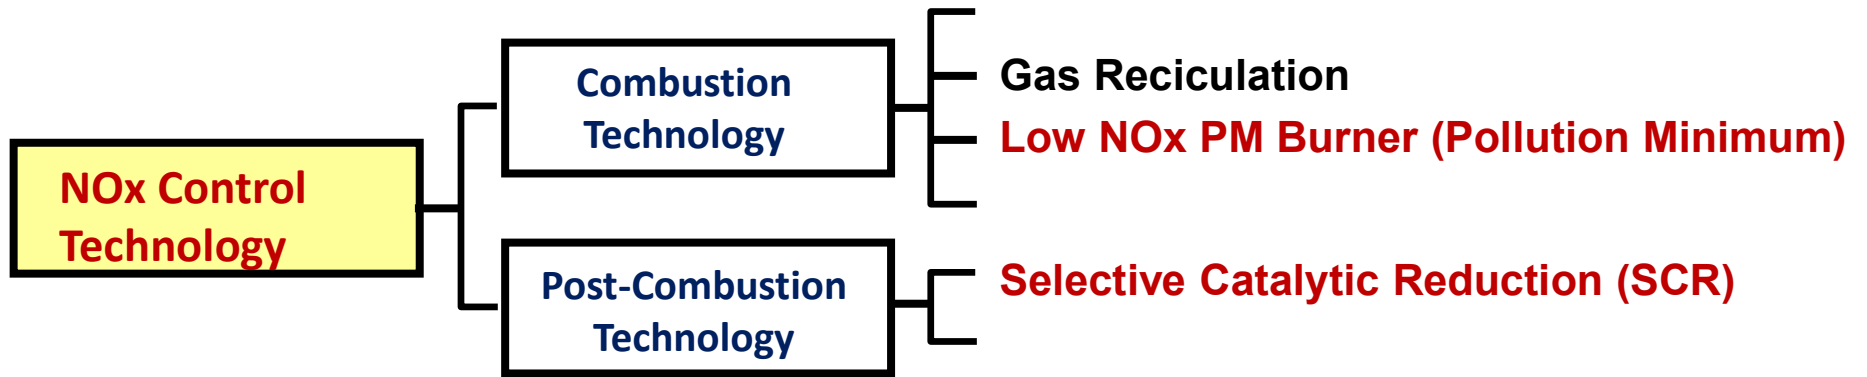 NOx Control
Technology
Combustion
Technology
Gas Reciculation
Low NOx PM Burner (Pollution Minimum)
Post-Combustion
Technology
Selective Catalytic Reduction (SCR)